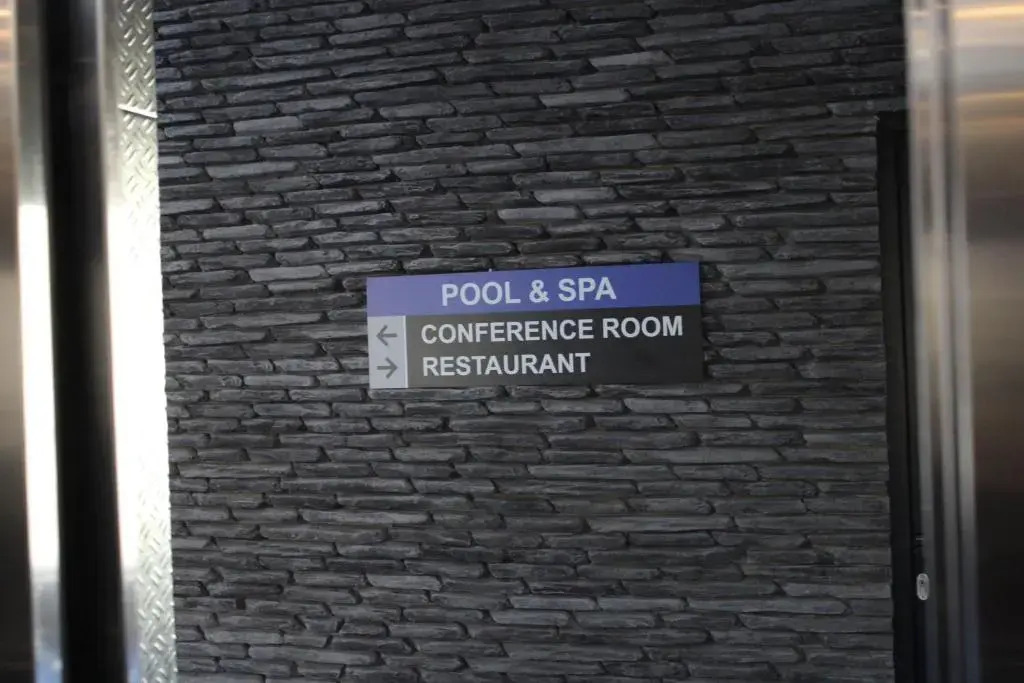 POOL & SPA
← CONFERENCE ROOM
→ RESTAURANT